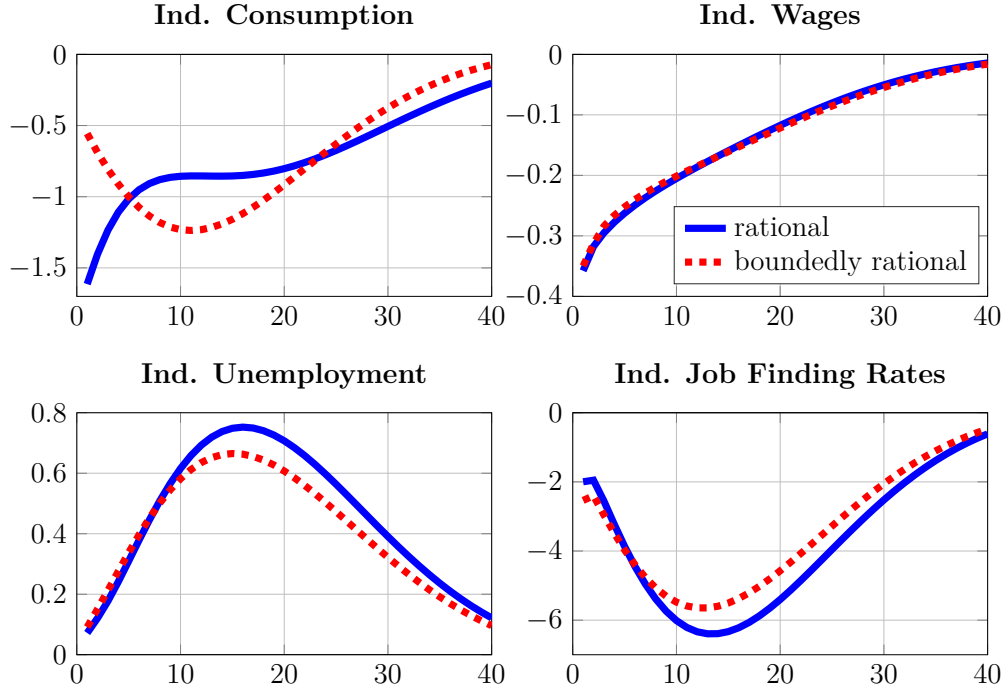 Ind. Consumption
0
−0.5
−1
−1.5
0 10 20 30 40
Ind. Wages
0
−0.1
−0.2
−0.3
−0.4
0 10 20 30 40
rational
boundedly rational
Ind. Unemployment
0.8
0.6
0.4
0.2
0
0 10 20 30 40
Ind. Job Finding Rates
0
−2
−4
−6
0 10 20 30 40